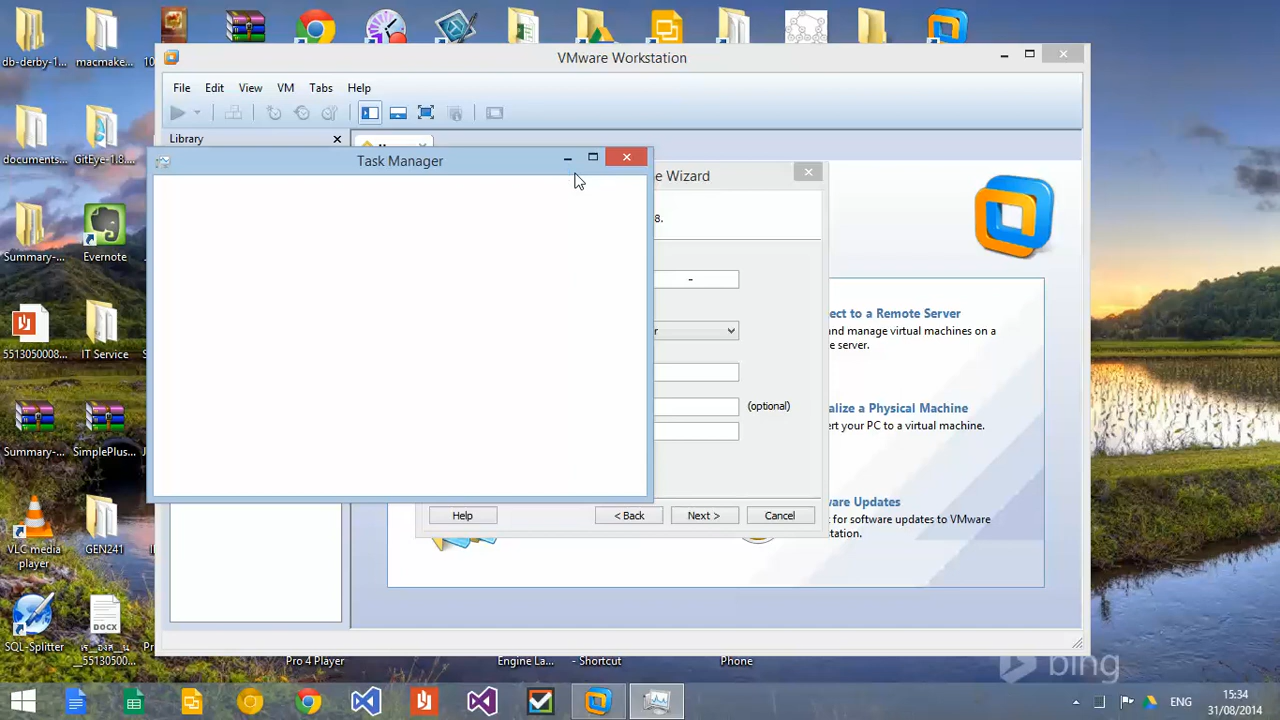 db-derby-1...
macmake...
VMware Workstation
File Edit View VM Tabs Help
Library
documents...
GitEye-1.8....
Task Manager
e Wizard
8.
-
r
(optional)
Help
< Back
Next >
Cancel
ect to a Remote Server
and manage virtual machines on a
e server.
alize a Physical Machine
ert your PC to a virtual machine.
ware Updates
k for software updates to VMware
station.
Summary-...
Evernote
5513050008...
IT Service
Summary-...
SimplePlus...
VLC media
player
GEN241
DOCX
SQL-Splitter
Pro 4 Player
Engine La...
- Shortcut
Phone
bing
ENG
15:34
31/08/2014